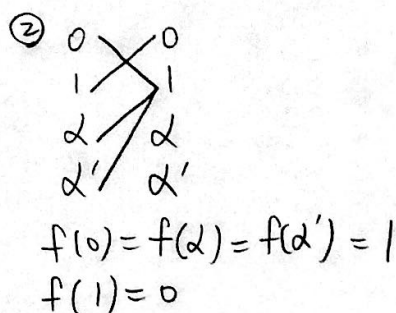 ② 0 0
1 1
α α
α' α'
f(0)=f(α)=f(α')=1
f(1)=0